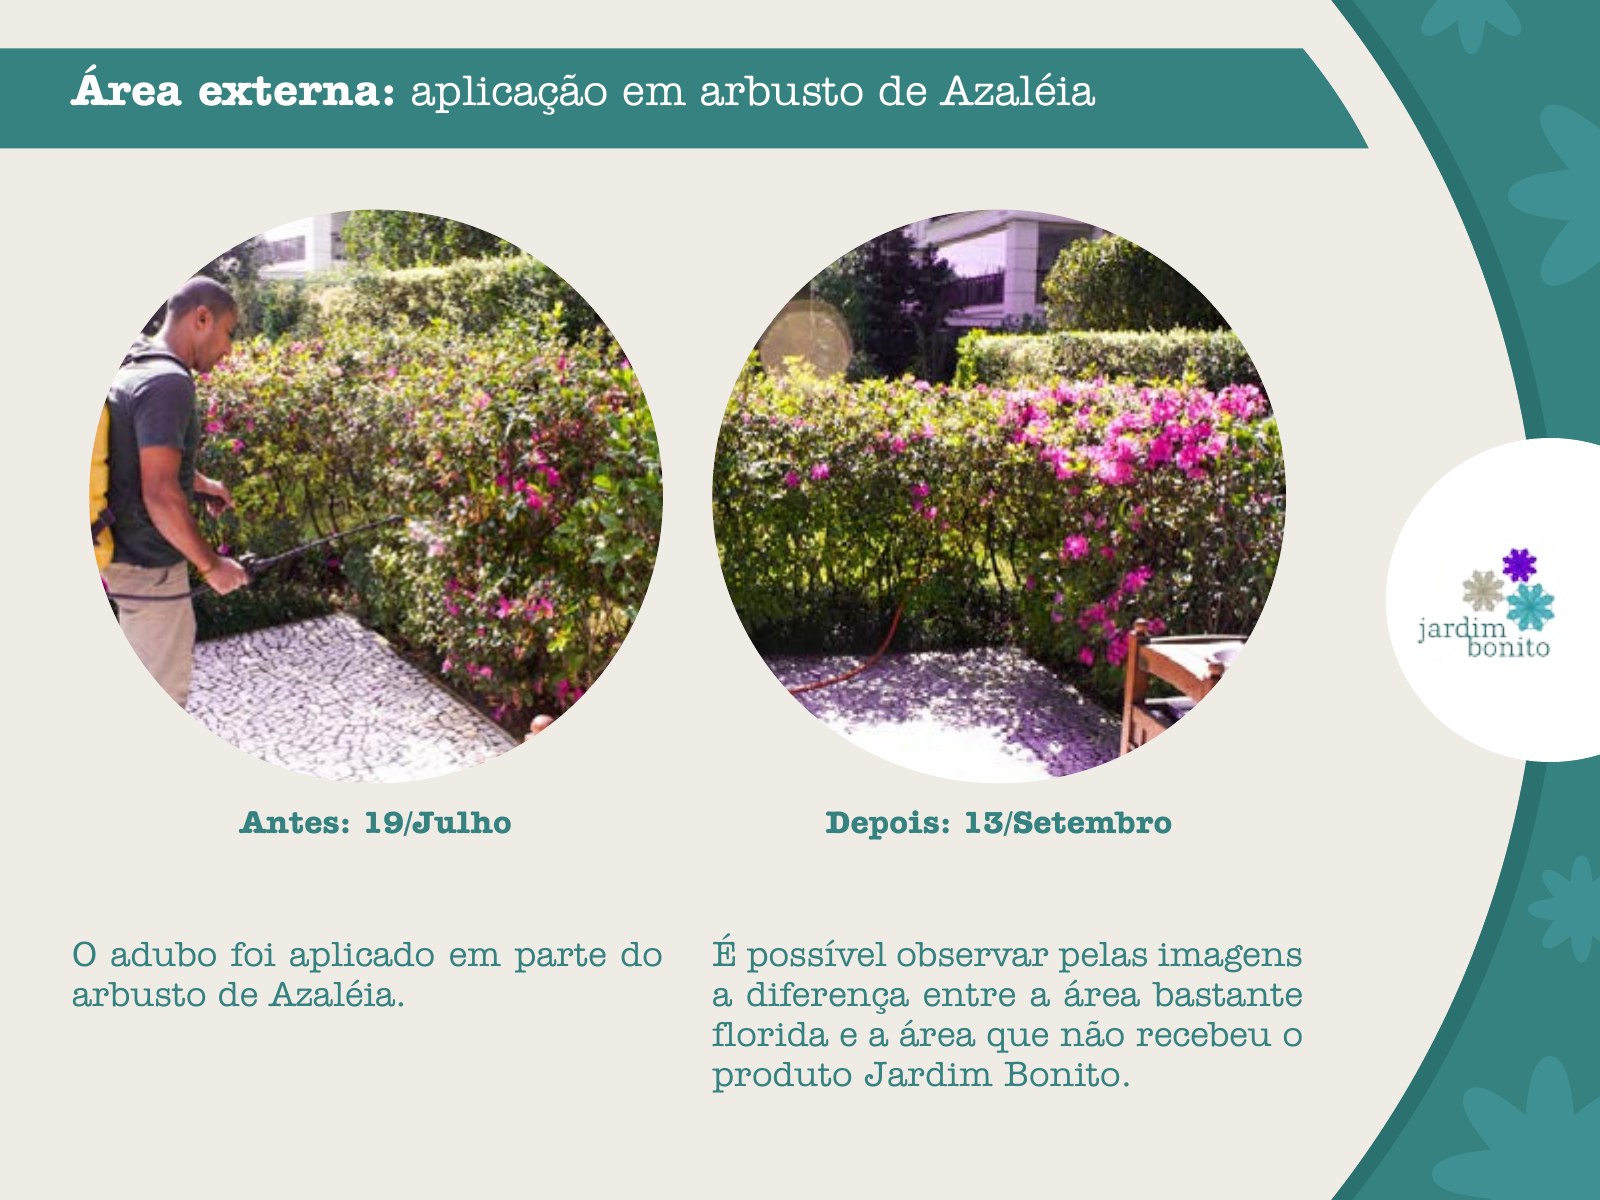 Área externa: aplicação em arbusto de Azaléia
Antes: 19/Julho
Depois: 13/Setembro
O adubo foi aplicado em parte do
arbusto de Azaléia.
É possível observar pelas imagens
a diferença entre a área bastante
florida e a área que não recebeu o
produto Jardim Bonito.
jardim
bonito